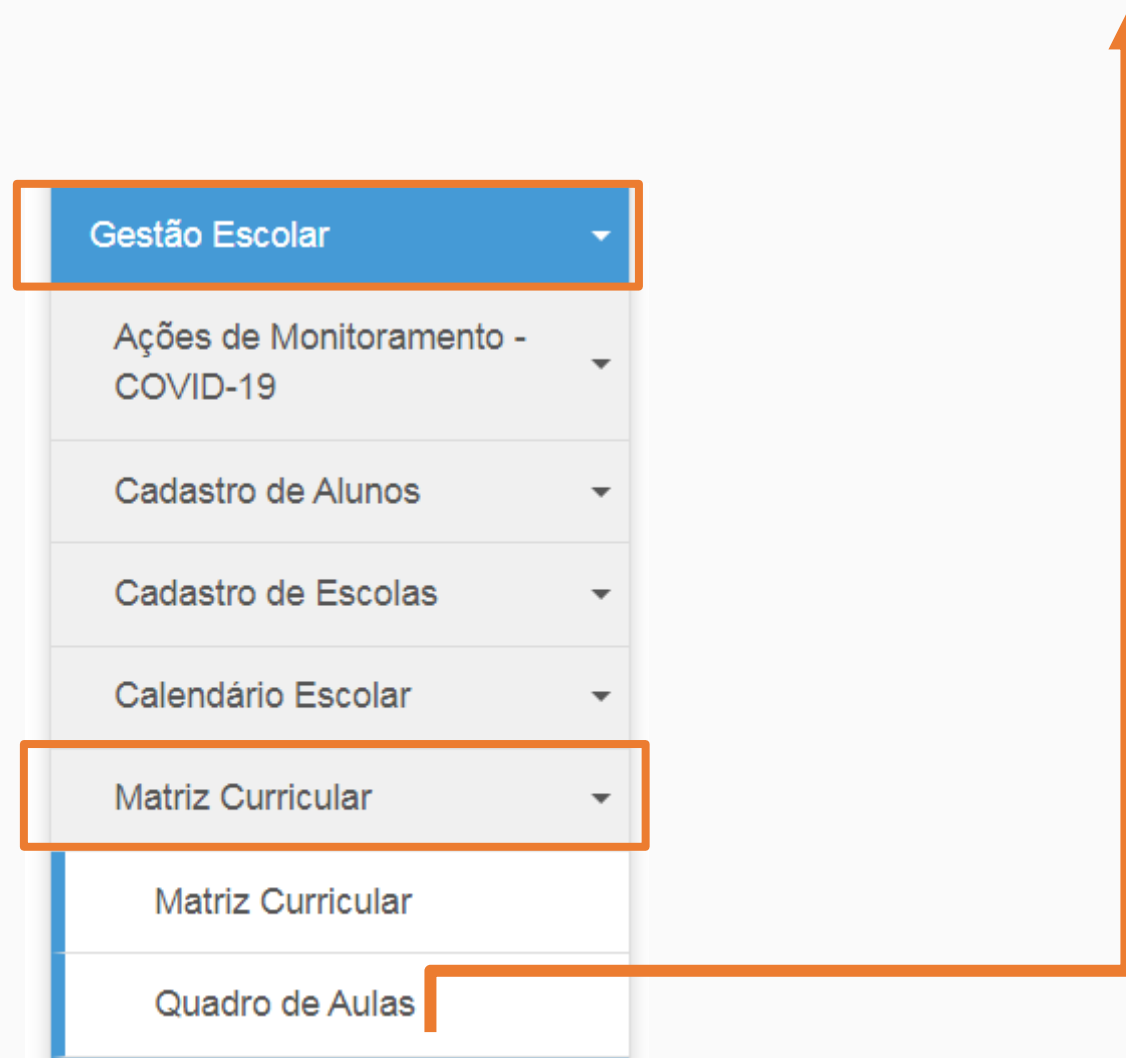 Gestão Escolar
Ações de Monitoramento -
COVID-19
Cadastro de Alunos
Cadastro de Escolas
Calendário Escolar
Matriz Curricular
Matriz Curricular
Quadro de Aulas